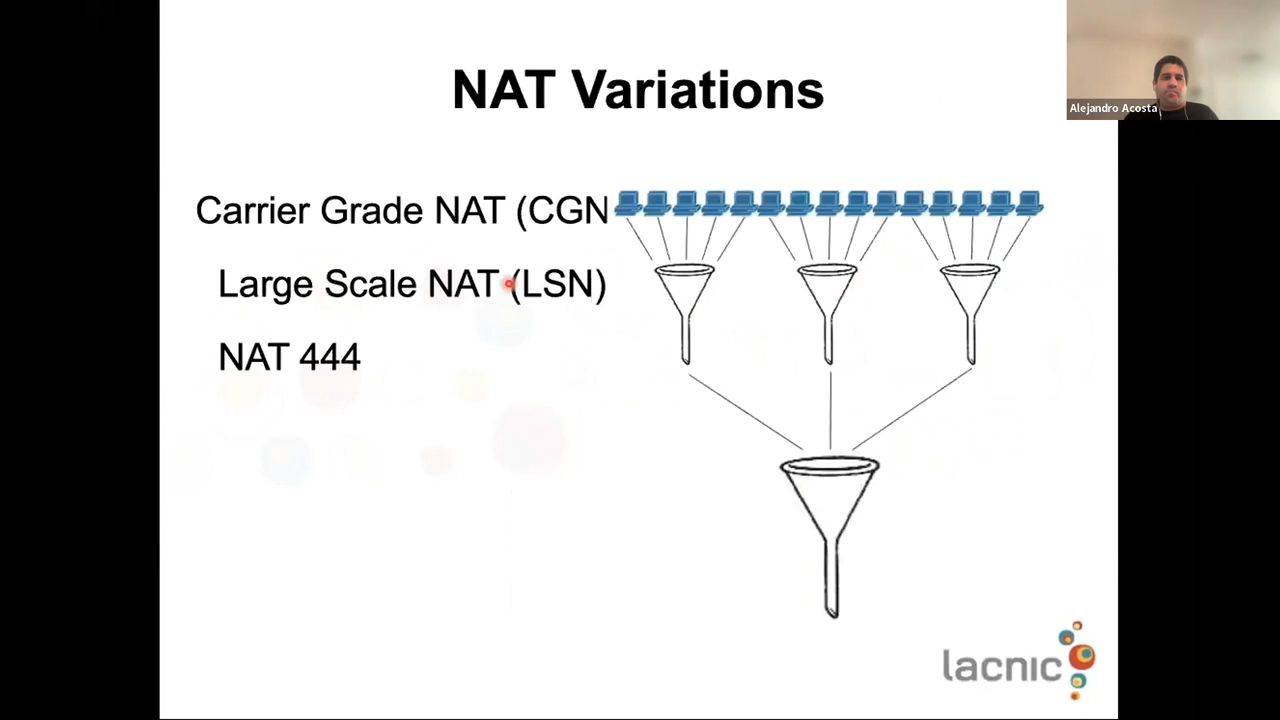 NAT Variations
Alejandro Acosta
Carrier Grade NAT (CGN
Large Scale NAT (LSN)
NAT 444
lacnic